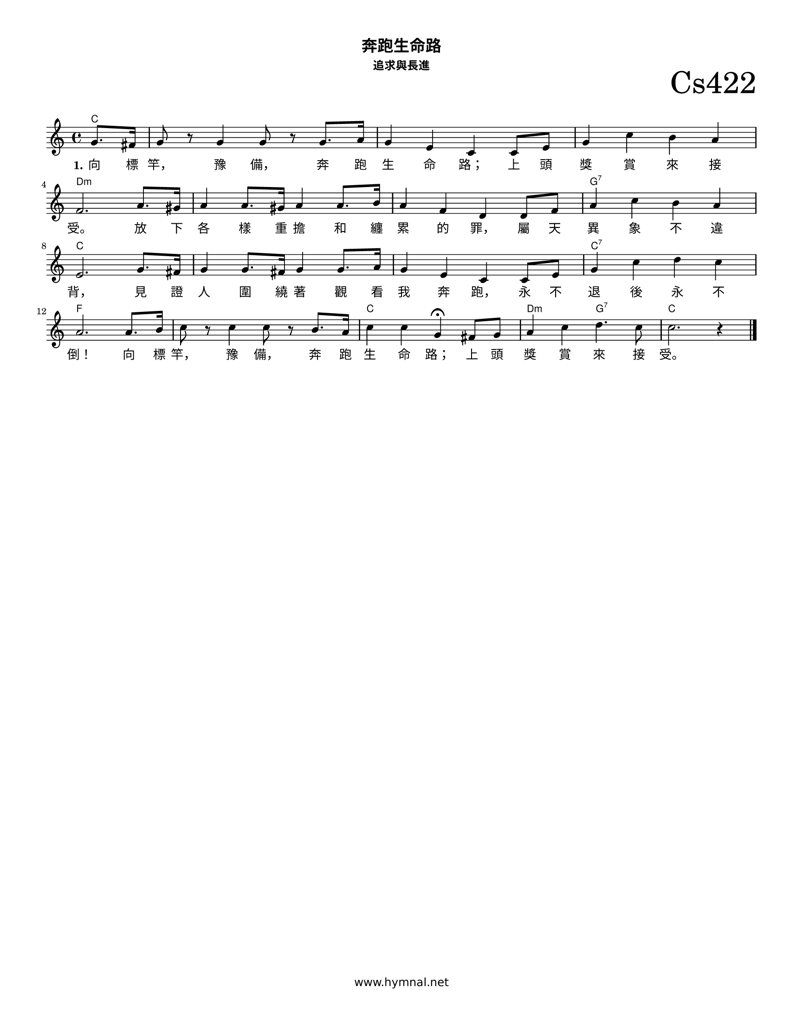 奔跑生命路
追求與長進
Cs422
C
1. 向 標 竿， 豫 備， 奔 跑 生 命 路； 上 頭 獎 賞 來 接
4 Dm G7
受。 放 下 各 樣 重 擔 和 纏 累 的 罪， 屬 天 異 象 不 違
8 C C7
背， 見 證 人 圍 繞 著 觀 看 我 奔 跑， 永 不 退 後 永 不
12 F C Dm G7 C
倒！ 向 標 竿， 豫 備， 奔 跑 生 命 路； 上 頭 獎 賞 來 接 受。
www.hymnal.net